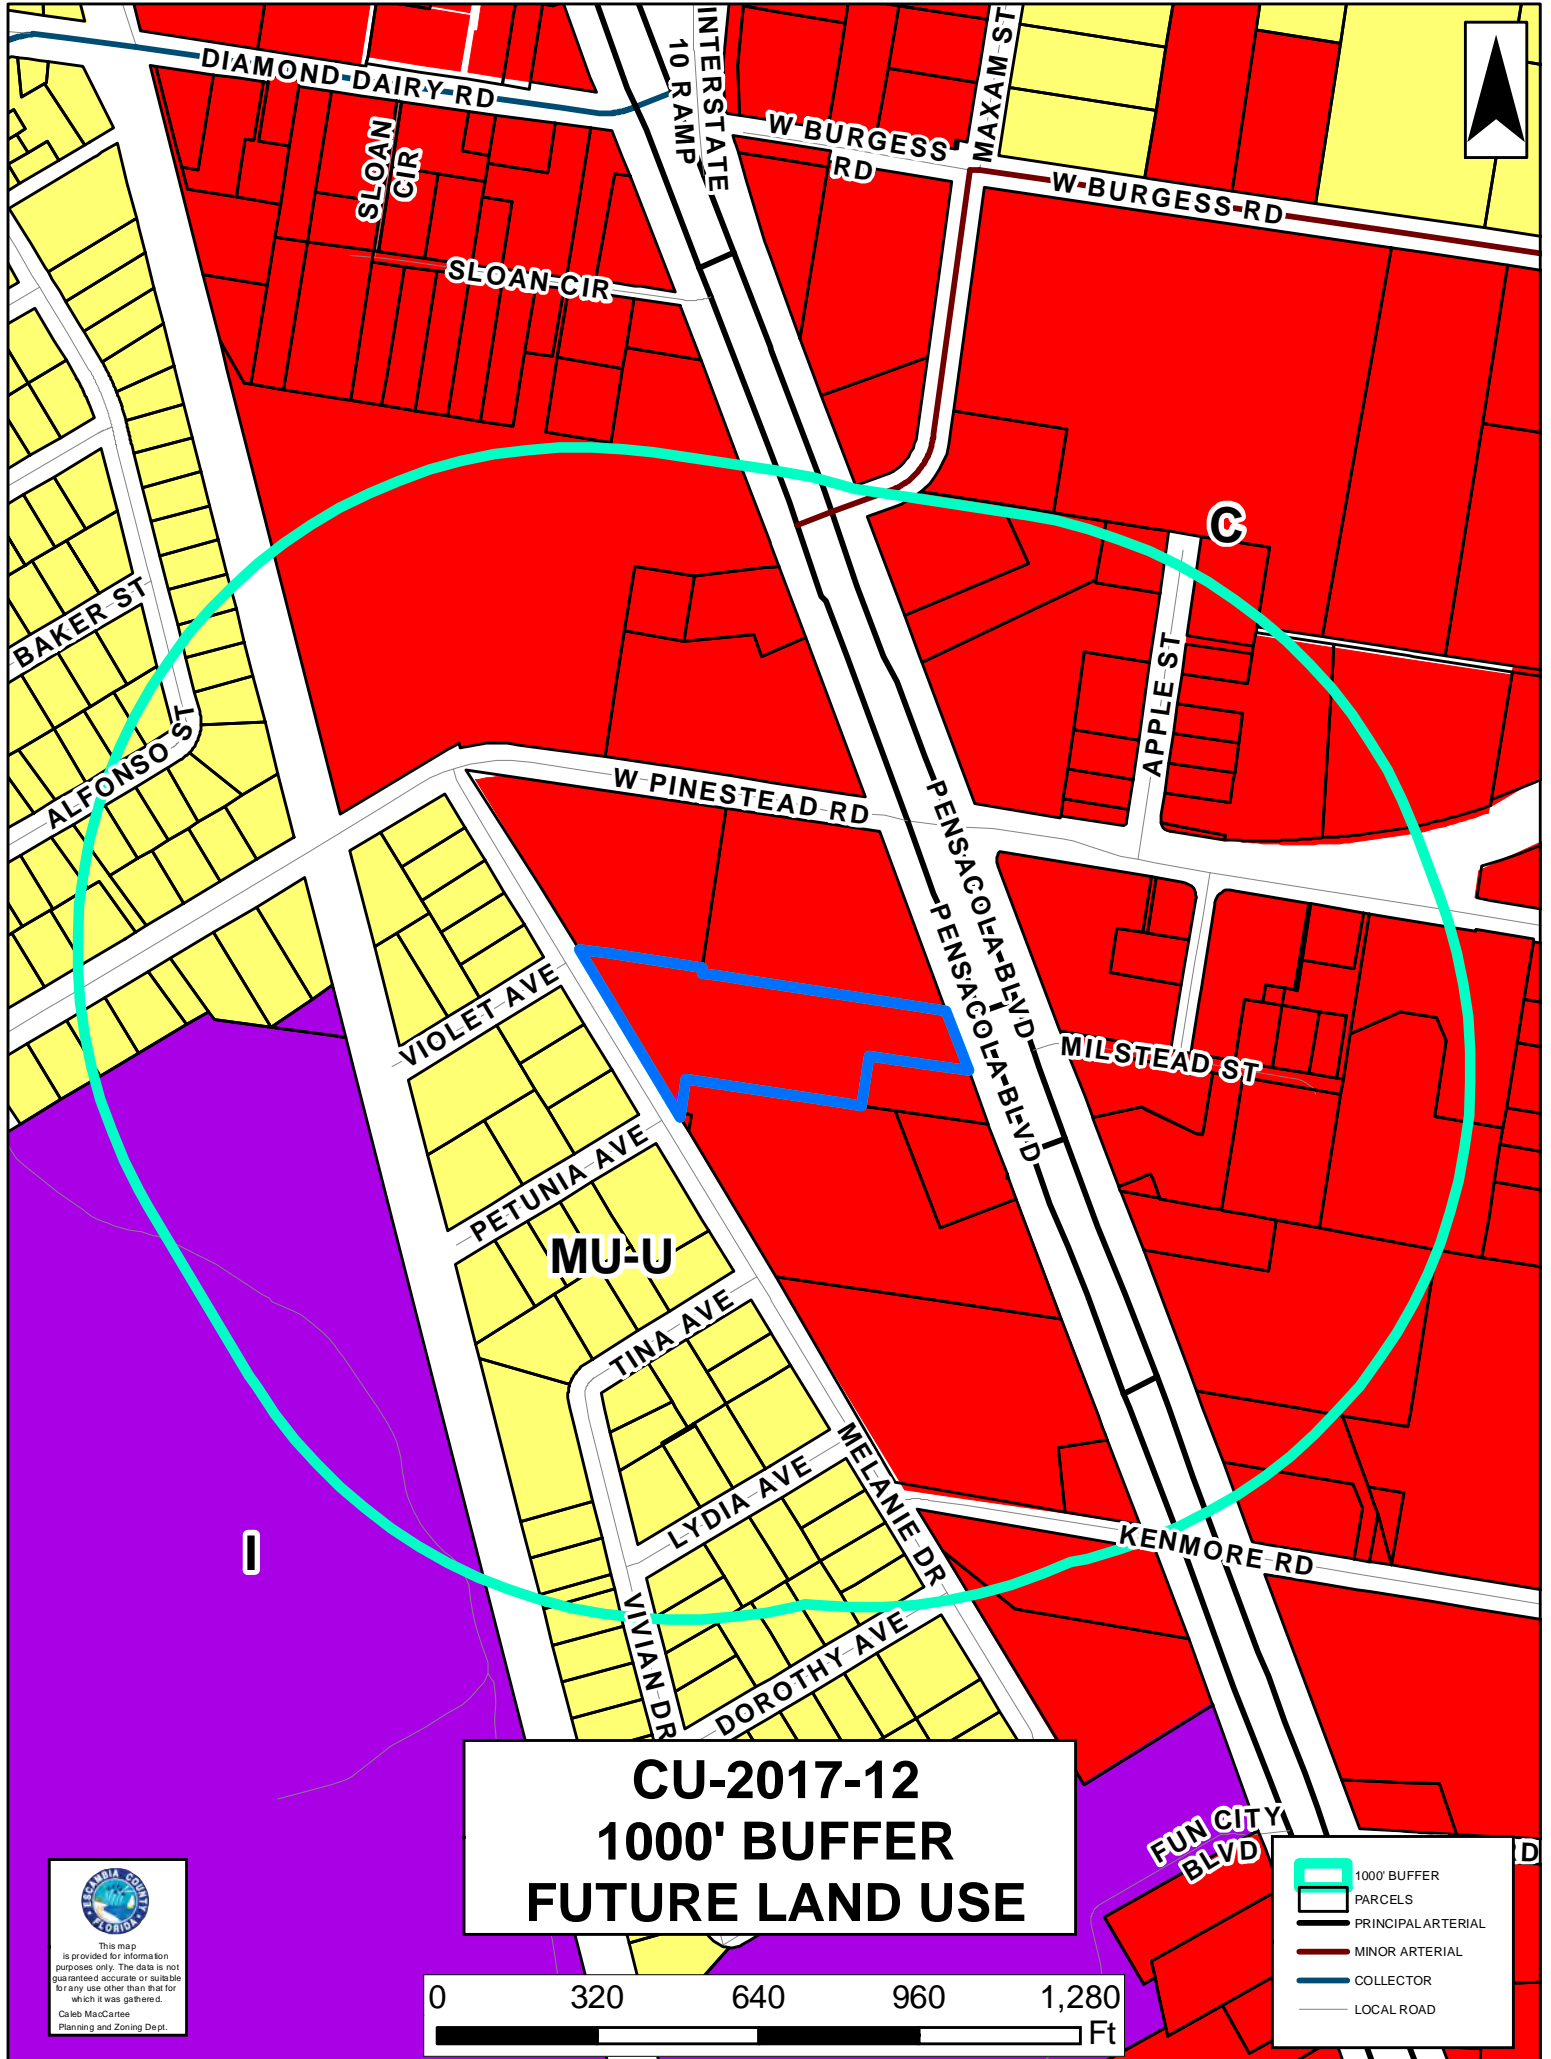 INTERSTATE
10 RAMP
MAXAM ST
DIAMOND DAIRY RD
W BURGESS
RD
SLOAN
CIR
W BURGESS RD
SLOAN CIR
C
BAKER ST
ALFONSO ST
APPLE ST
W PINESTEAD RD
PENSACOLA BLVD
PENSACOLA BLVD
VIOLET AVE
MILSTEAD ST
PETUNIA AVE
MU-U
TINA AVE
MELANIE DR
LYDIA AVE
I
KENMORE RD
VIVIAN DR
DOROTHY AVE
CU-2017-12
1000' BUFFER
FUTURE LAND USE
FUN CITY
BLVD
RD
ESCAMBIA COUNTY
FLORIDA
This map
is provided for information
purposes only. The data is not
guaranteed accurate or suitable
for any use other than that for
which it was gathered.
Caleb MacCartee
Planning and Zoning Dept.
0 320 640 960 1,280
Ft
1000' BUFFER
PARCELS
PRINCIPAL ARTERIAL
MINOR ARTERIAL
COLLECTOR
LOCAL ROAD